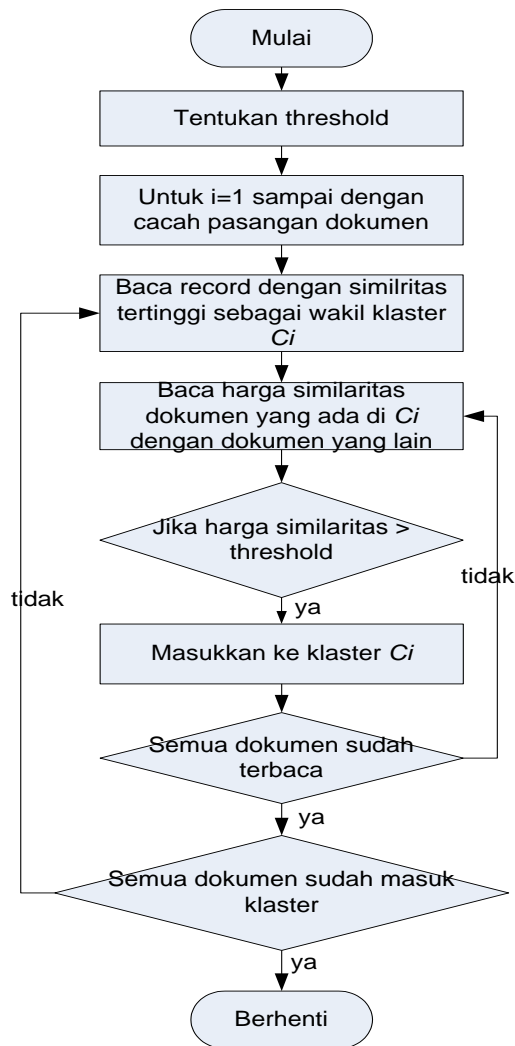 Mulai
Tentukan threshold
Untuk i=1 sampai dengan
cacah pasangan dokumen
Baca record dengan similritas
tertinggi sebagai wakil klaster
Ci
Baca harga similaritas
dokumen yang ada di Ci
dengan dokumen yang lain
Jika harga similaritas >
threshold
tidak
tidak
ya
Masukkan ke klaster Ci
Semua dokumen sudah
terbaca
ya
Semua dokumen sudah masuk
klaster
ya
Berhenti